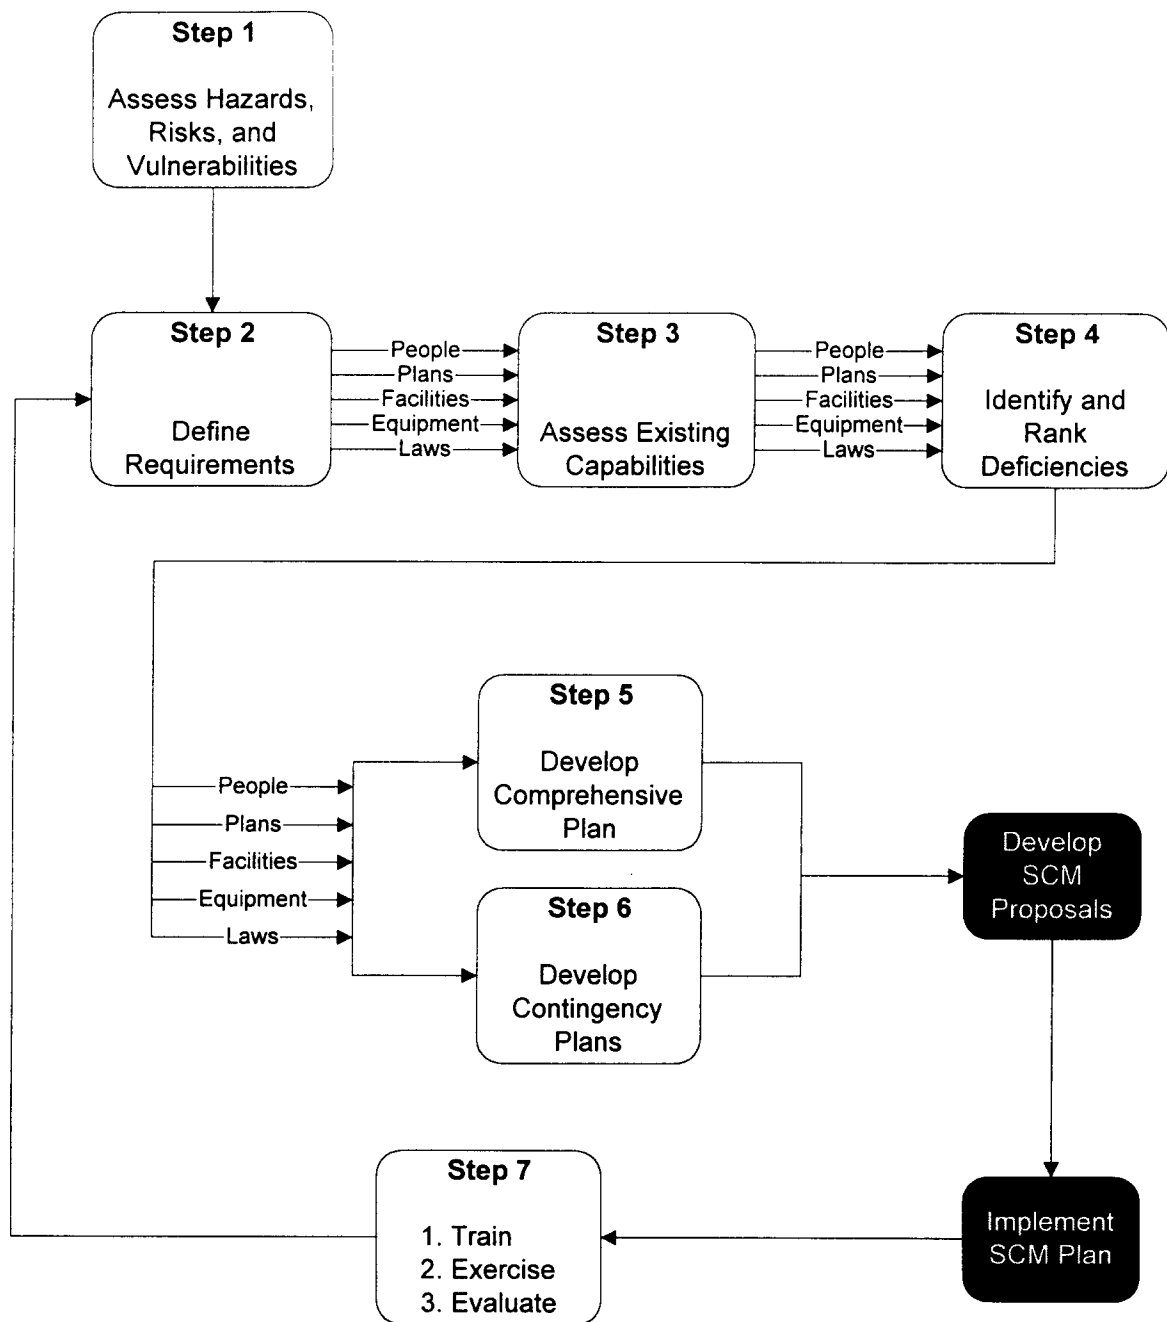 Step 1
Assess Hazards,
Risks, and
Vulnerabilities
Step 2
Define
Requirements
People
Plans
Facilities
Equipment
Laws
Step 3
Assess Existing
Capabilities
People
Plans
Facilities
Equipment
Laws
Step 4
Identify and
Rank
Deficiencies
People
Plans
Facilities
Equipment
Laws
Step 5
Develop
Comprehensive
Plan
Step 6
Develop
Contingency
Plans
Develop
SCM
Proposals
Implement
SCM Plan
Step 7
1. Train
2. Exercise
3. Evaluate